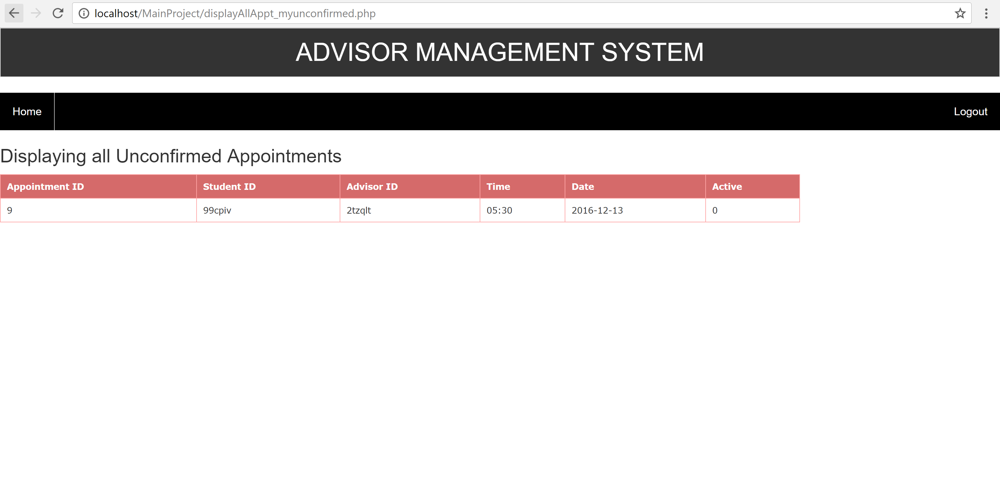 localhost/MainProject/displayAllAppt_myunconfirmed.php
ADVISOR MANAGEMENT SYSTEM
Home Logout
Displaying all Unconfirmed Appointments
Appointment ID Student ID Advisor ID Time Date Active
9 99cpiv 2tzqlt 05:30 2016-12-13 0